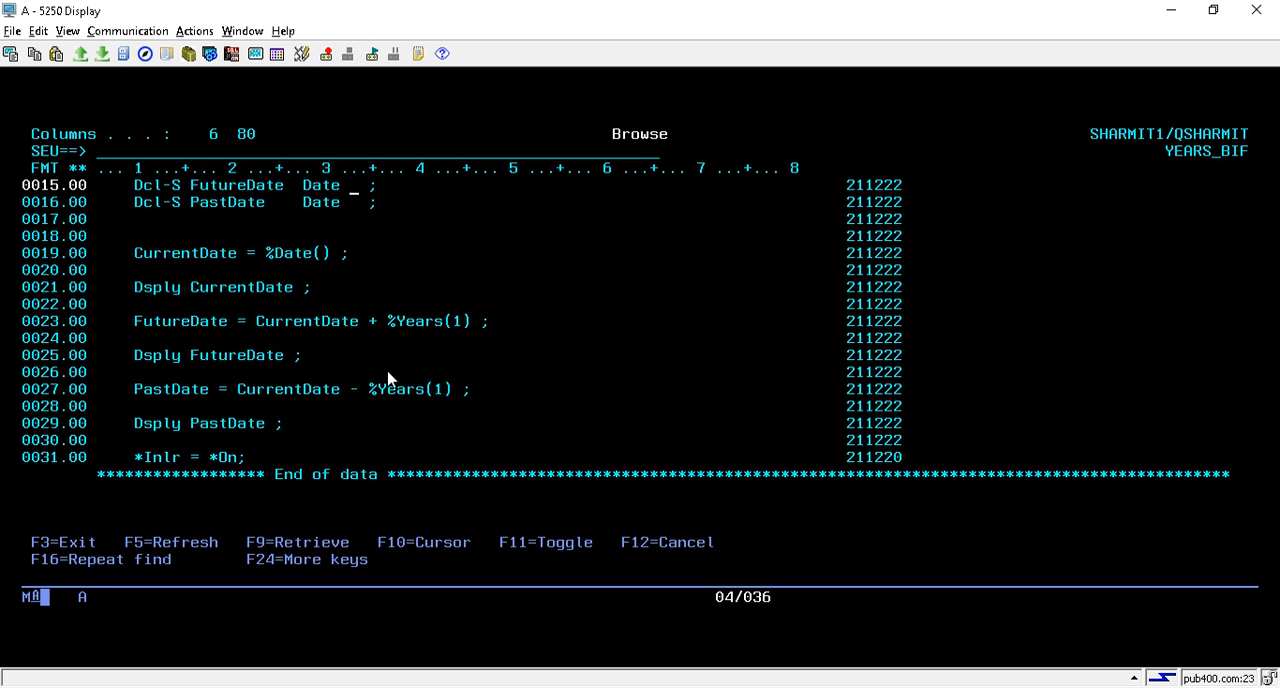 A - 5250 Display
File Edit View Communication Actions Window Help
Columns . . . : 6 80 Browse SHARMIT1/QSHARMIT
SEU==> YEARS_BIF
FMT ** ... 1 ...+... 2 ...+... 3 ...+... 4 ...+... 5 ...+... 6 ...+... 7 ...+... 8
0015.00 Dcl-S FutureDate Date _ ; 211222
0016.00 Dcl-S PastDate Date ; 211222
0017.00 211222
0018.00 211222
0019.00 CurrentDate = %Date() ; 211222
0020.00 211222
0021.00 Dsply CurrentDate ; 211222
0022.00 211222
0023.00 FutureDate = CurrentDate + %Years(1) ; 211222
0024.00 211222
0025.00 Dsply FutureDate ; 211222
0026.00 211222
0027.00 PastDate = CurrentDate - %Years(1) ; 211222
0028.00 211222
0029.00 Dsply PastDate ; 211222
0030.00 211222
0031.00 *Inlr = *On; 211220
****************** End of data ******************************************************************************************
F3=Exit F5=Refresh F9=Retrieve F10=Cursor F11=Toggle F12=Cancel
F16=Repeat find F24=More keys
MA A 04/036
pub400.com:23